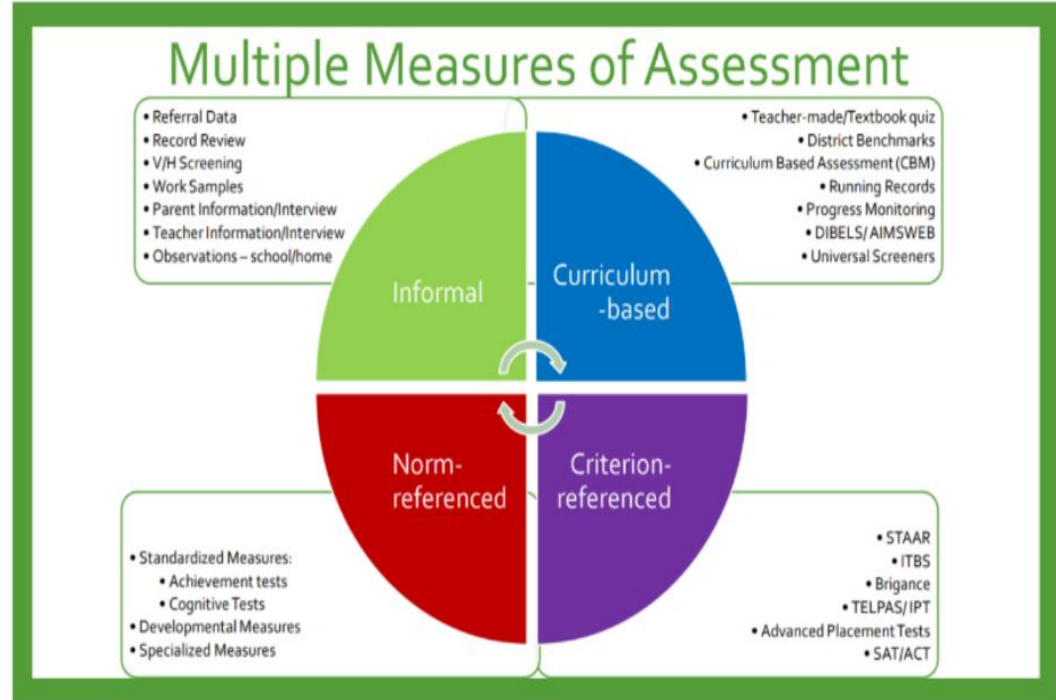 Multiple Measures of Assessment
• Referral Data
• Record Review
• V/H Screening
• Work Samples
• Parent Information/Interview
• Teacher Information/Interview
• Observations – school/home
• Teacher-made/Textbook quiz
• District Benchmarks
• Curriculum Based Assessment (CBM)
• Running Records
• Progress Monitoring
• DIBELS/ AIMSWEB
• Universal Screeners
Informal
Curriculum
-based
Norm-
referenced
Criterion-
referenced
• Standardized Measures:
• Achievement tests
• Cognitive Tests
• Developmental Measures
• Specialized Measures
• STAAR
• ITBS
• Brigance
• TELPAS/ IPT
• Advanced Placement Tests
• SAT/ACT